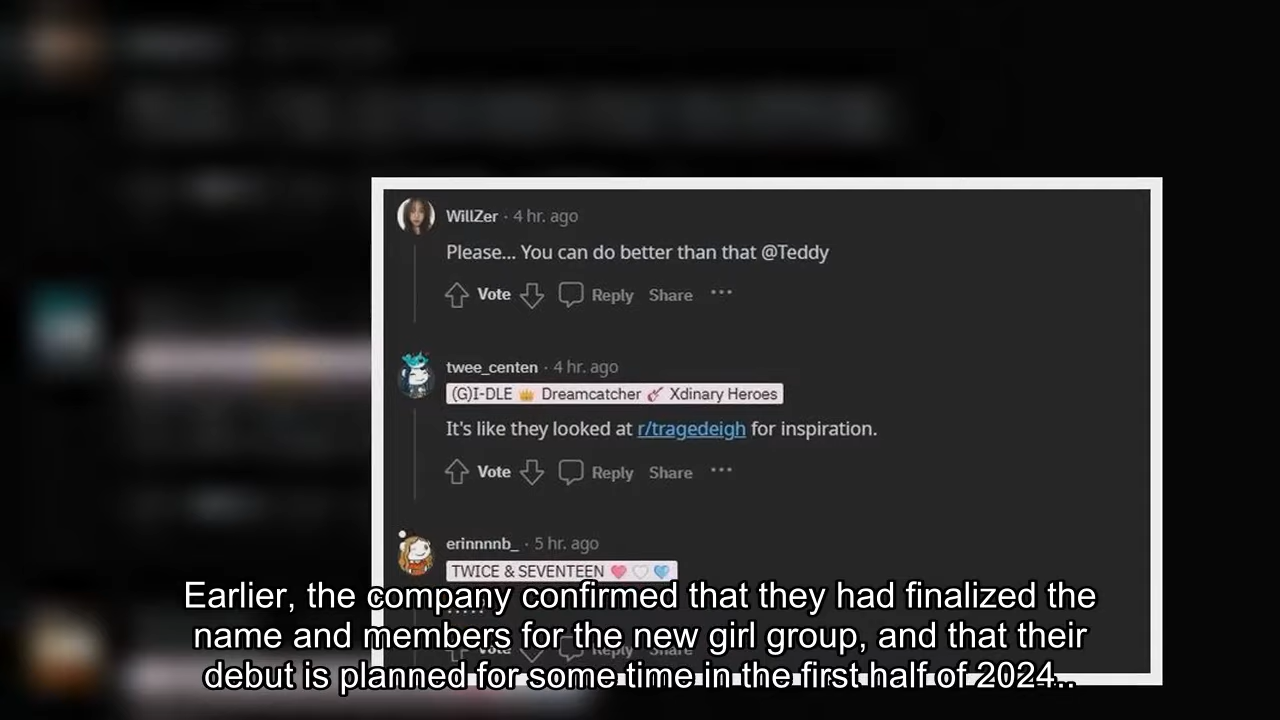 WillZer · 4 hr. ago
Please... You can do better than that @Teddy
Vote Reply Share ...
twee_centen · 4 hr. ago
(G)I-DLE 👑 Dreamcatcher 🎸 Xdinary Heroes
It's like they looked at r/tragedeigh for inspiration.
Vote Reply Share ...
erinnnnb_ · 5 hr. ago
TWICE & SEVENTEEN 💖🤍💙
.....
Vote Reply Share
Earlier, the company confirmed that they had finalized the
name and members for the new girl group, and that their
debut is planned for some time in the first half of 2024..